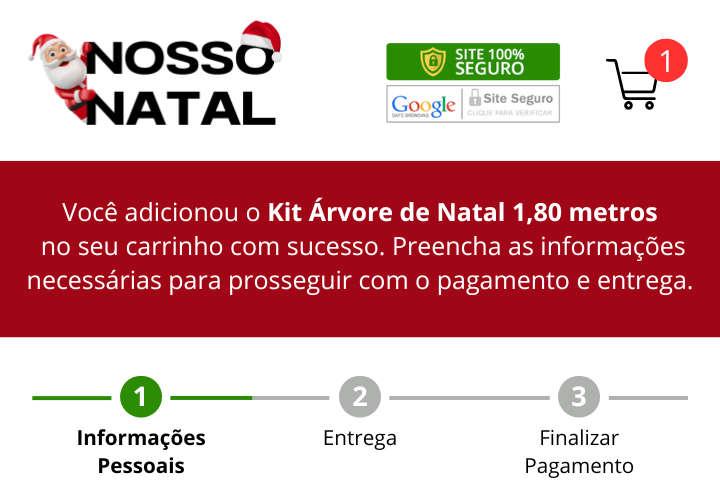 NOSSO
NATAL
SITE 100%
SEGURO
Google
SAFE BROWSING
Site Seguro
CLIQUE PARA VERIFICAR
1
Você adicionou o Kit Árvore de Natal 1,80 metros
no seu carrinho com sucesso. Preencha as informações
necessárias para prosseguir com o pagamento e entrega.
1
Informações
Pessoais
2
Entrega
3
Finalizar
Pagamento